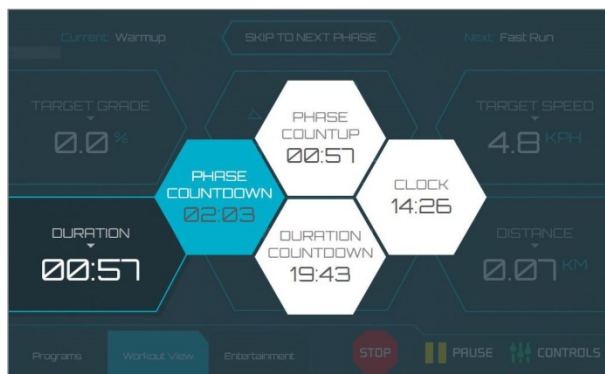 Current: Warmup
SKIP TO NEXT PHASE
Next: Fast Run
TARGET GRADE
0.0 %
PHASE
COUNTUP
00:57
TARGET SPEED
4.8 KPH
PHASE
COUNTDOWN
02:03
CLOCK
14:26
DURATION
00:57
DURATION
COUNTDOWN
19:43
DISTANCE
0.07 KM
Programs
Workout View
Entertainment
STOP
PAUSE
CONTROLS